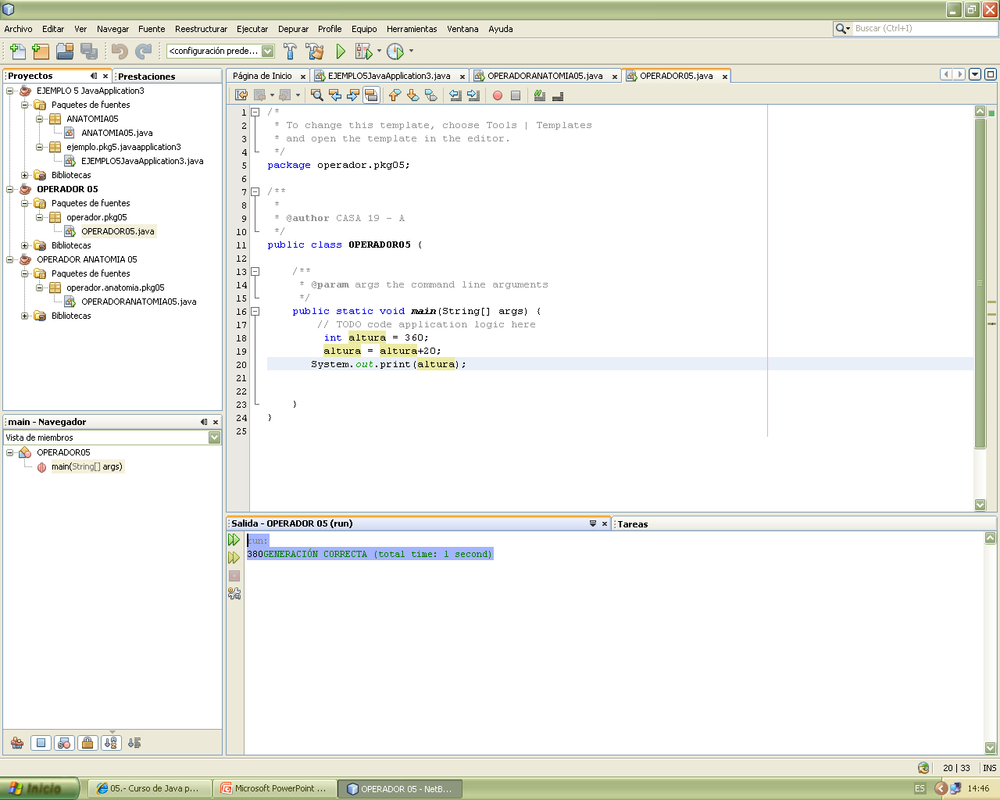 Archivo Editar Ver Navegar Fuente Reestructurar Ejecutar Depurar Profile Equipo Herramientas Ventana Ayuda
Buscar (Ctrl+I)
<configuración prede...
Proyectos
Prestaciones
EJEMPLO 5 JavaApplication3
Paquetes de fuentes
ANATOMIA05
ANATOMIA05.java
ejemplo.pkg5.javaapplication3
EJEMPLO5JavaApplication3.java
Bibliotecas
OPERADOR 05
Paquetes de fuentes
operador.pkg05
OPERADOR05.java
Bibliotecas
OPERADOR ANATOMIA 05
Paquetes de fuentes
operador.anatomia.pkg05
OPERADORANATOMIA05.java
Bibliotecas
main - Navegador
Vista de miembros
OPERADOR05
main(String[] args)
Página de Inicio
EJEMPLO5JavaApplication3.java
OPERADORANATOMIA05.java
OPERADOR05.java
1 /*
2 * To change this template, choose Tools | Templates
3 * and open the template in the editor.
4 */
5 package operador.pkg05;
6
7 /**
8 *
9 * @author CASA 19 - A
10 */
11 public class OPERADOR05 {
12
13 /**
14 * @param args the command line arguments
15 */
16 public static void main(String[] args) {
17 // TODO code application logic here
18 int altura = 360;
19 altura = altura+20;
20 System.out.print(altura);
21
22
23 }
24 }
25
Salida - OPERADOR 05 (run)
Tareas
run:
380GENERACIÓN CORRECTA (total time: 1 second)
20 | 33 INS
Inicio
05.- Curso de Java p...
Microsoft PowerPoint ...
OPERADOR 05 - NetB...
ES
14:46